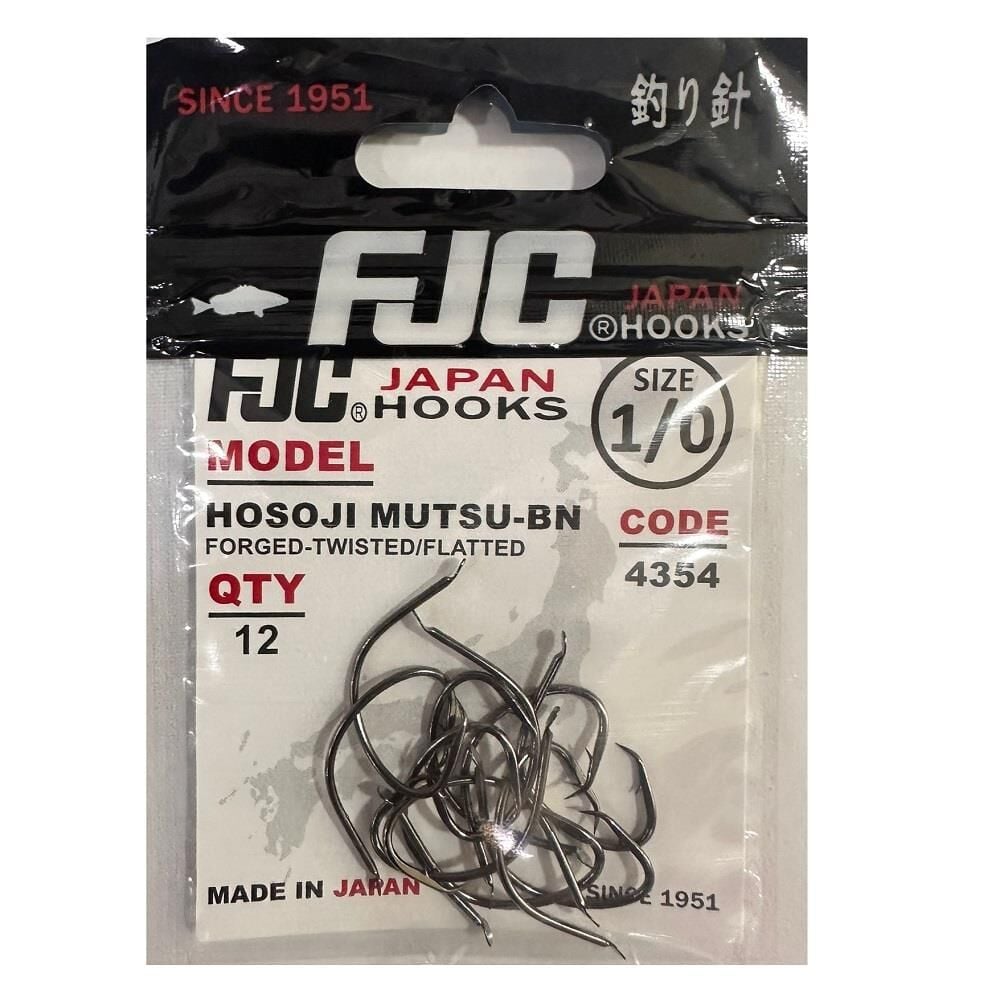 SINCE 1951
釣り針
FJC
JAPAN
®HOOKS
FJC® JAPAN
HOOKS
SIZE
1/0
MODEL
HOSOJI MUTSU-BN
FORGED-TWISTED/FLATTED
CODE
4354
QTY
12
MADE IN JAPAN
SINCE 1951